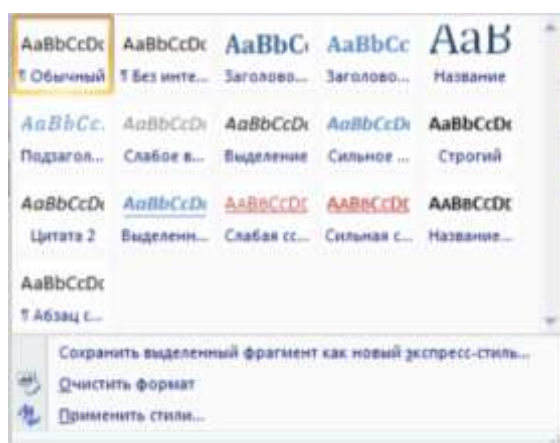 AaBbCcDc AaBbCcDc AaBbC AaBbCc AaB
¶ Обычный ¶ Без инте... Заголово... Заголово... Название
AaBbCc. AaBbCcDc AaBbCcDc AaBbCcDc AaBbCcDc
Подзагол... Слабое в... Выделение Сильное ... Строгий
AaBbCcDc AaBbCcDc AaBbCcDc AaBbCcDc AaBbCcDc
Цитата 2 Выделенн... Слабая сс... Сильная с... Название...
AaBbCcDc
¶ Абзац с...
Сохранить выделенный фрагмент как новый экспресс-стиль...
Очистить формат
Применить стили...